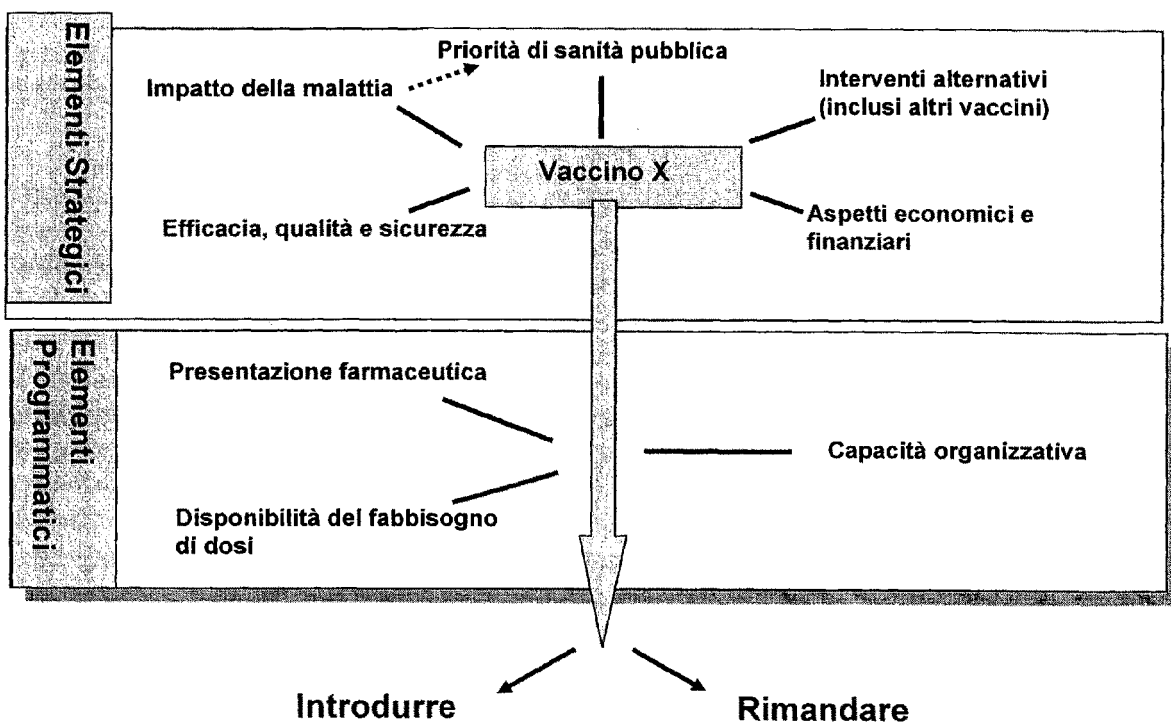 Elementi Strategici
Priorità di sanità pubblica
Impatto della malattia
Interventi alternativi
(inclusi altri vaccini)
Vaccino X
Efficacia, qualità e sicurezza
Aspetti economici e
finanziari
Elementi
Programmatici
Presentazione farmaceutica
Capacità organizzativa
Disponibilità del fabbisogno
di dosi
Introdurre
Rimandare